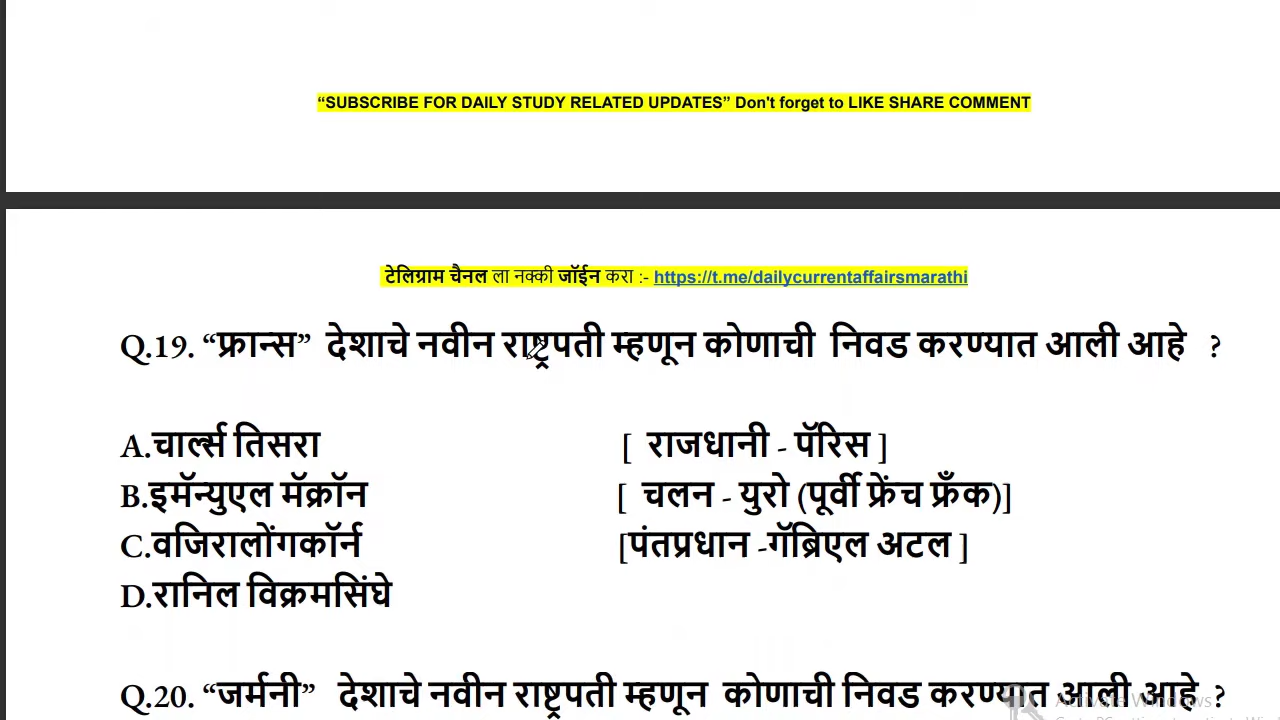 “SUBSCRIBE FOR DAILY STUDY RELATED UPDATES” Don't forget to LIKE SHARE COMMENT
टेलिग्राम चैनल ला नक्की जॉईन करा :- https://t.me/dailycurrentaffairsmarathi
Q.19. “फ्रान्स” देशाचे नवीन राष्ट्रपती म्हणून कोणाची निवड करण्यात आली आहे ?
A.चार्ल्स तिसरा [ राजधानी - पॅरिस ]
B.इमॅन्युएल मॅक्रॉन [ चलन - युरो (पूर्वी फ्रेंच फ्रँक)]
C.वजिरालोंगकॉर्न [पंतप्रधान -गॅब्रिएल अटल ]
D.रानिल विक्रमसिंघे
Q.20. “जर्मनी” देशाचे नवीन राष्ट्रपती म्हणून कोणाची निवड करण्यात आली आहे ?
Activate Windows